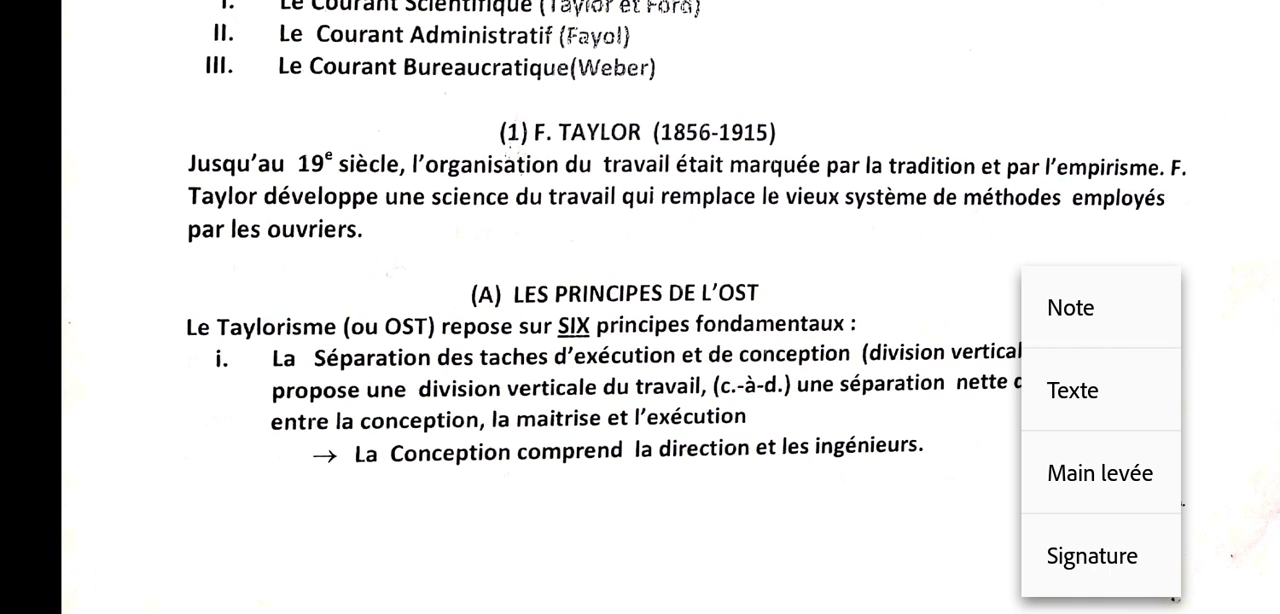 I. Le Courant Scientifique (Taylor et Ford)
II. Le Courant Administratif (Fayol)
III. Le Courant Bureaucratique(Weber)
(1) F. TAYLOR (1856-1915)
Jusqu'au 19e siècle, l'organisation du travail était marquée par la tradition et par l'empirisme. F.
Taylor développe une science du travail qui remplace le vieux système de méthodes employés
par les ouvriers.
(A) LES PRINCIPES DE L'OST
Le Taylorisme (ou OST) repose sur SIX principes fondamentaux :
i. La Séparation des taches d'exécution et de conception (division vertical
propose une division verticale du travail, (c.-à-d.) une séparation nette
entre la conception, la maitrise et l'exécution
→ La Conception comprend la direction et les ingénieurs.
Note
Texte
Main levée
Signature